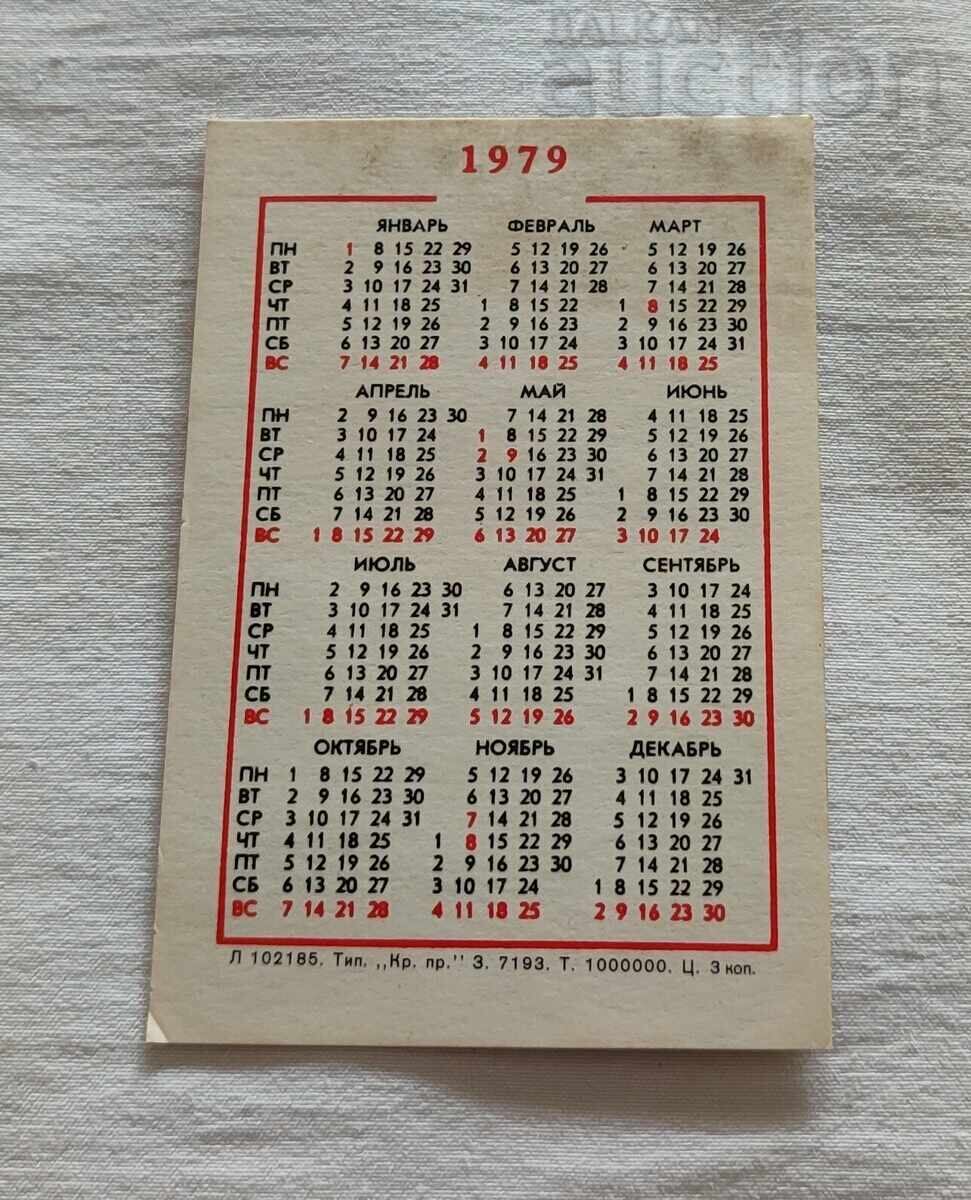 BALKAN
auction
1979
ЯНВАРЬ ФЕВРАЛЬ МАРТ
ПН 1 8 15 22 29 5 12 19 26 5 12 19 26
ВТ 2 9 16 23 30 6 13 20 27 6 13 20 27
СР 3 10 17 24 31 7 14 21 28 7 14 21 28
ЧТ 4 11 18 25 1 8 15 22 1 8 15 22 29
ПТ 5 12 19 26 2 9 16 23 2 9 16 23 30
СБ 6 13 20 27 3 10 17 24 3 10 17 24 31
ВС 7 14 21 28 4 11 18 25 4 11 18 25
АПРЕЛЬ МАЙ ИЮНЬ
ПН 2 9 16 23 30 7 14 21 28 4 11 18 25
ВТ 3 10 17 24 1 8 15 22 29 5 12 19 26
СР 4 11 18 25 2 9 16 23 30 6 13 20 27
ЧТ 5 12 19 26 3 10 17 24 31 7 14 21 28
ПТ 6 13 20 27 4 11 18 25 1 8 15 22 29
СБ 7 14 21 28 5 12 19 26 2 9 16 23 30
ВС 1 8 15 22 29 6 13 20 27 3 10 17 24
ИЮЛЬ АВГУСТ СЕНТЯБРЬ
ПН 2 9 16 23 30 6 13 20 27 3 10 17 24
ВТ 3 10 17 24 31 7 14 21 28 4 11 18 25
СР 4 11 18 25 1 8 15 22 29 5 12 19 26
ЧТ 5 12 19 26 2 9 16 23 30 6 13 20 27
ПТ 6 13 20 27 3 10 17 24 31 7 14 21 28
СБ 7 14 21 28 4 11 18 25 1 8 15 22 29
ВС 1 8 15 22 29 5 12 19 26 2 9 16 23 30
ОКТЯБРЬ НОЯБРЬ ДЕКАБРЬ
ПН 1 8 15 22 29 5 12 19 26 3 10 17 24 31
ВТ 2 9 16 23 30 6 13 20 27 4 11 18 25
СР 3 10 17 24 31 7 14 21 28 5 12 19 26
ЧТ 4 11 18 25 1 8 15 22 29 6 13 20 27
ПТ 5 12 19 26 2 9 16 23 30 7 14 21 28
СБ 6 13 20 27 3 10 17 24 1 8 15 22 29
ВС 7 14 21 28 4 11 18 25 2 9 16 23 30
Л 102185. Тип. ,,Кр. пр.'' З. 7193. Т. 1000000. Ц. 3 коп.